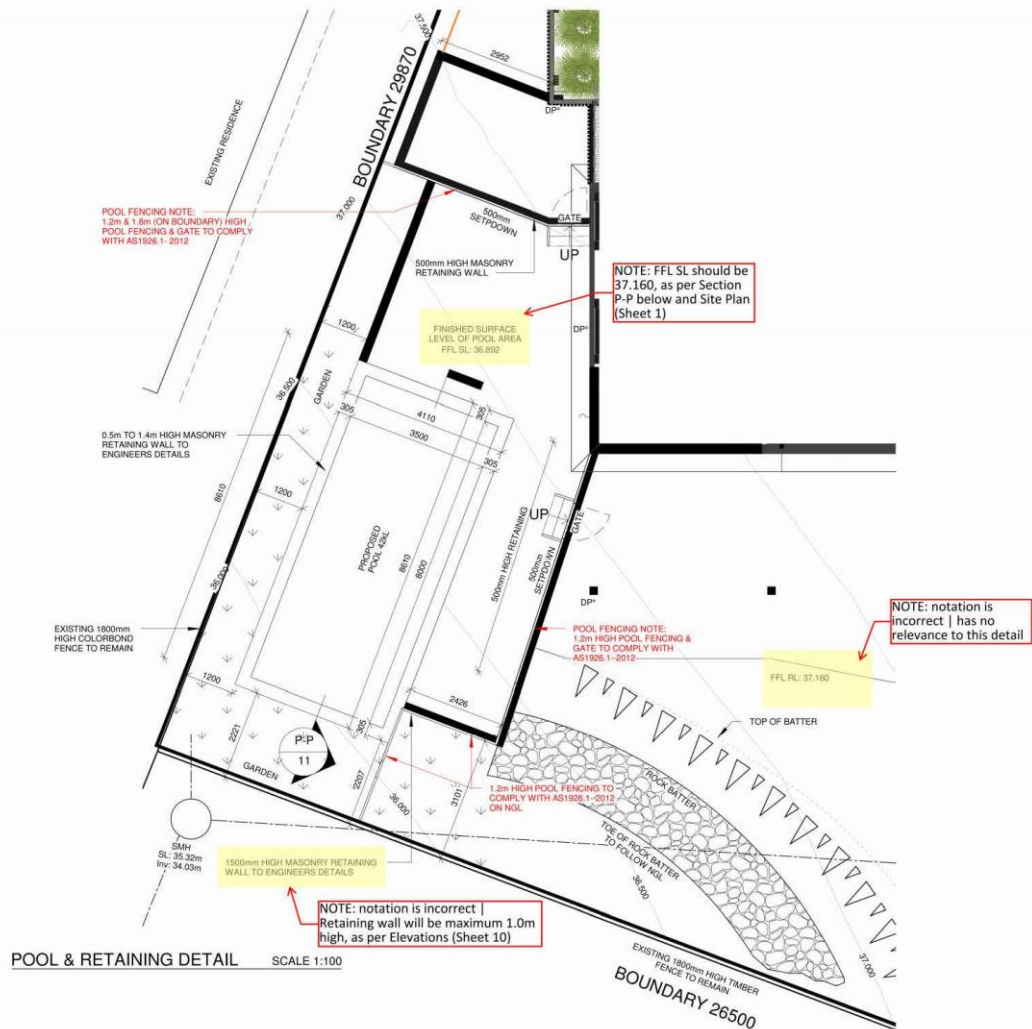 37.500
2952
BOUNDARY 29870
EXISTING RESIDENCE
DP°
37.000
POOL FENCING NOTE:
1.2m & 1.8m (ON BOUNDARY) HIGH
POOL FENCING & GATE TO COMPLY
WITH AS1926.1- 2012
500mm
SETPDOWN
GATE
UP
500mm HIGH MASONRY
RETAINING WALL
NOTE: FFL SL should be
37.160, as per Section
P-P below and Site Plan
(Sheet 1)
1200
FINISHED SURFACE
LEVEL OF POOL AREA
FFL SL: 36.892
DP°
36.500
GARDEN
305
4110
305
3500
305
0.5m TO 1.4m HIGH MASONRY
RETAINING WALL TO
ENGINEERS DETAILS
8610
1200
UP
GATE
PROPOSED
POOL 42kL
8610
8000
500mm HIGH RETAINING
500mm
SETPDOWN
36.000
DP°
EXISTING 1800mm
HIGH COLORBOND
FENCE TO REMAIN
POOL FENCING NOTE:
1.2m HIGH POOL FENCING &
GATE TO COMPLY WITH
AS1926.1--2012
NOTE: notation is
incorrect | has no
relevance to this detail
FFL RL: 37.160
1200
2426
TOP OF BATTER
2221
305
P-P
11
GARDEN
2207
36.000
3101
1.2m HIGH POOL FENCING TO
COMPLY WITH AS1926.1--2012
ON NGL
ROCK BATTER
TOE OF ROCK BATTER
TO FOLLOW NGL
SMH
SL: 35.32m
Inv: 34.03m
1500mm HIGH MASONRY RETAINING
WALL TO ENGINEERS DETAILS
36.500
NOTE: notation is incorrect |
Retaining wall will be maximum 1.0m
high, as per Elevations (Sheet 10)
37.000
EXISTING 1800mm HIGH TIMBER
FENCE TO REMAIN
BOUNDARY 26500
POOL & RETAINING DETAIL SCALE 1:100